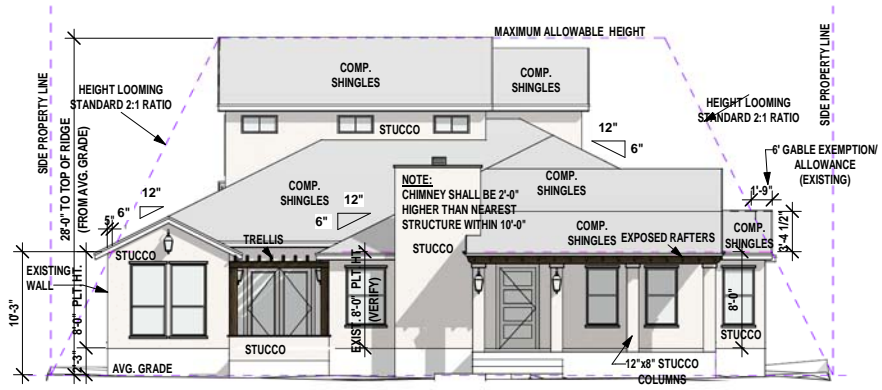 MAXIMUM ALLOWABLE HEIGHT
SIDE PROPERTY LINE
SIDE PROPERTY LINE
COMP.
SHINGLES
COMP.
SHINGLES
HEIGHT LOOMING
STANDARD 2:1 RATIO
HEIGHT LOOMING
STANDARD 2:1 RATIO
28'-0" TO TOP OF RIDGE
(FROM AVG. GRADE)
STUCCO
12"
6"
6' GABLE EXEMPTION/
ALLOWANCE
(EXISTING)
1'-9"
12"
6"
5"
COMP.
SHINGLES
12"
6"
NOTE:
CHIMNEY SHALL BE 2'-0"
HIGHER THAN NEAREST
STRUCTURE WITHIN 10'-0"
COMP.
SHINGLES
COMP.
SHINGLES
COMP.
SHINGLES
3'-4 1/2"
TRELLIS
STUCCO
STUCCO
EXPOSED RAFTERS
EXISTING
WALL
10'-3"
8'-0" PLT. HT.
EXIST. 8'-0" PLT. HT.
(VERIFY)
8'-0"
STUCCO
STUCCO
AVG. GRADE
12"x8" STUCCO
COLUMNS